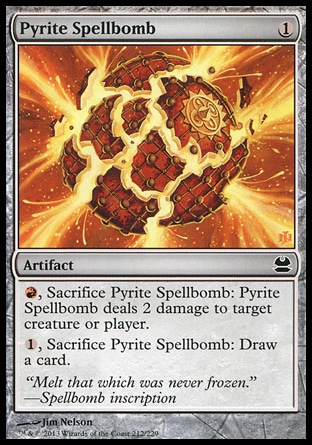 Pyrite Spellbomb 1
Artifact
, Sacrifice Pyrite Spellbomb: Pyrite
Spellbomb deals 2 damage to target
creature or player.
1, Sacrifice Pyrite Spellbomb: Draw
a card.
"Melt that which was never frozen."
—Spellbomb inscription
Jim Nelson
™ & © 2013 Wizards of the Coast 212/229